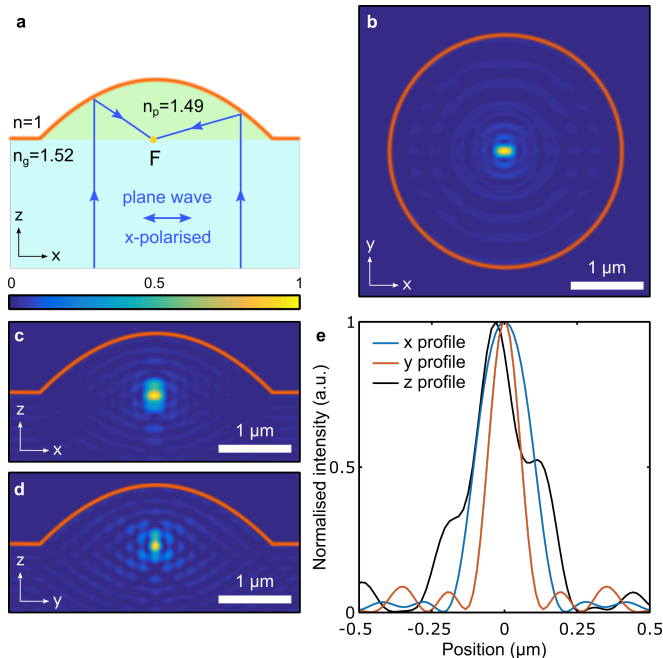 a
n=1
nₚ=1.49
n_g=1.52
F
plane wave
x-polarised
z
x
0
0.5
1
b
y
x
1 µm
c
z
x
1 µm
d
z
y
1 µm
e
Normalised intensity (a.u.)
1
0.5
0
x profile
y profile
z profile
-0.5
-0.25
0
0.25
0.5
Position (µm)